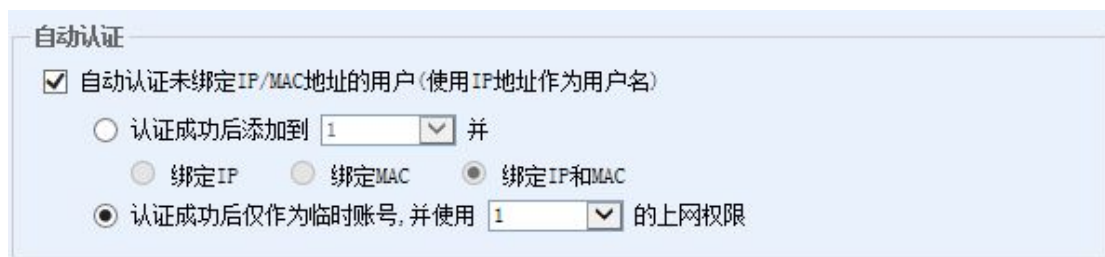 自动认证
自动认证未绑定IP/MAC地址的用户(使用IP地址作为用户名)
认证成功后添加到 1 并
绑定IP 绑定MAC 绑定IP和MAC
认证成功后仅作为临时账号,并使用 1 的上网权限